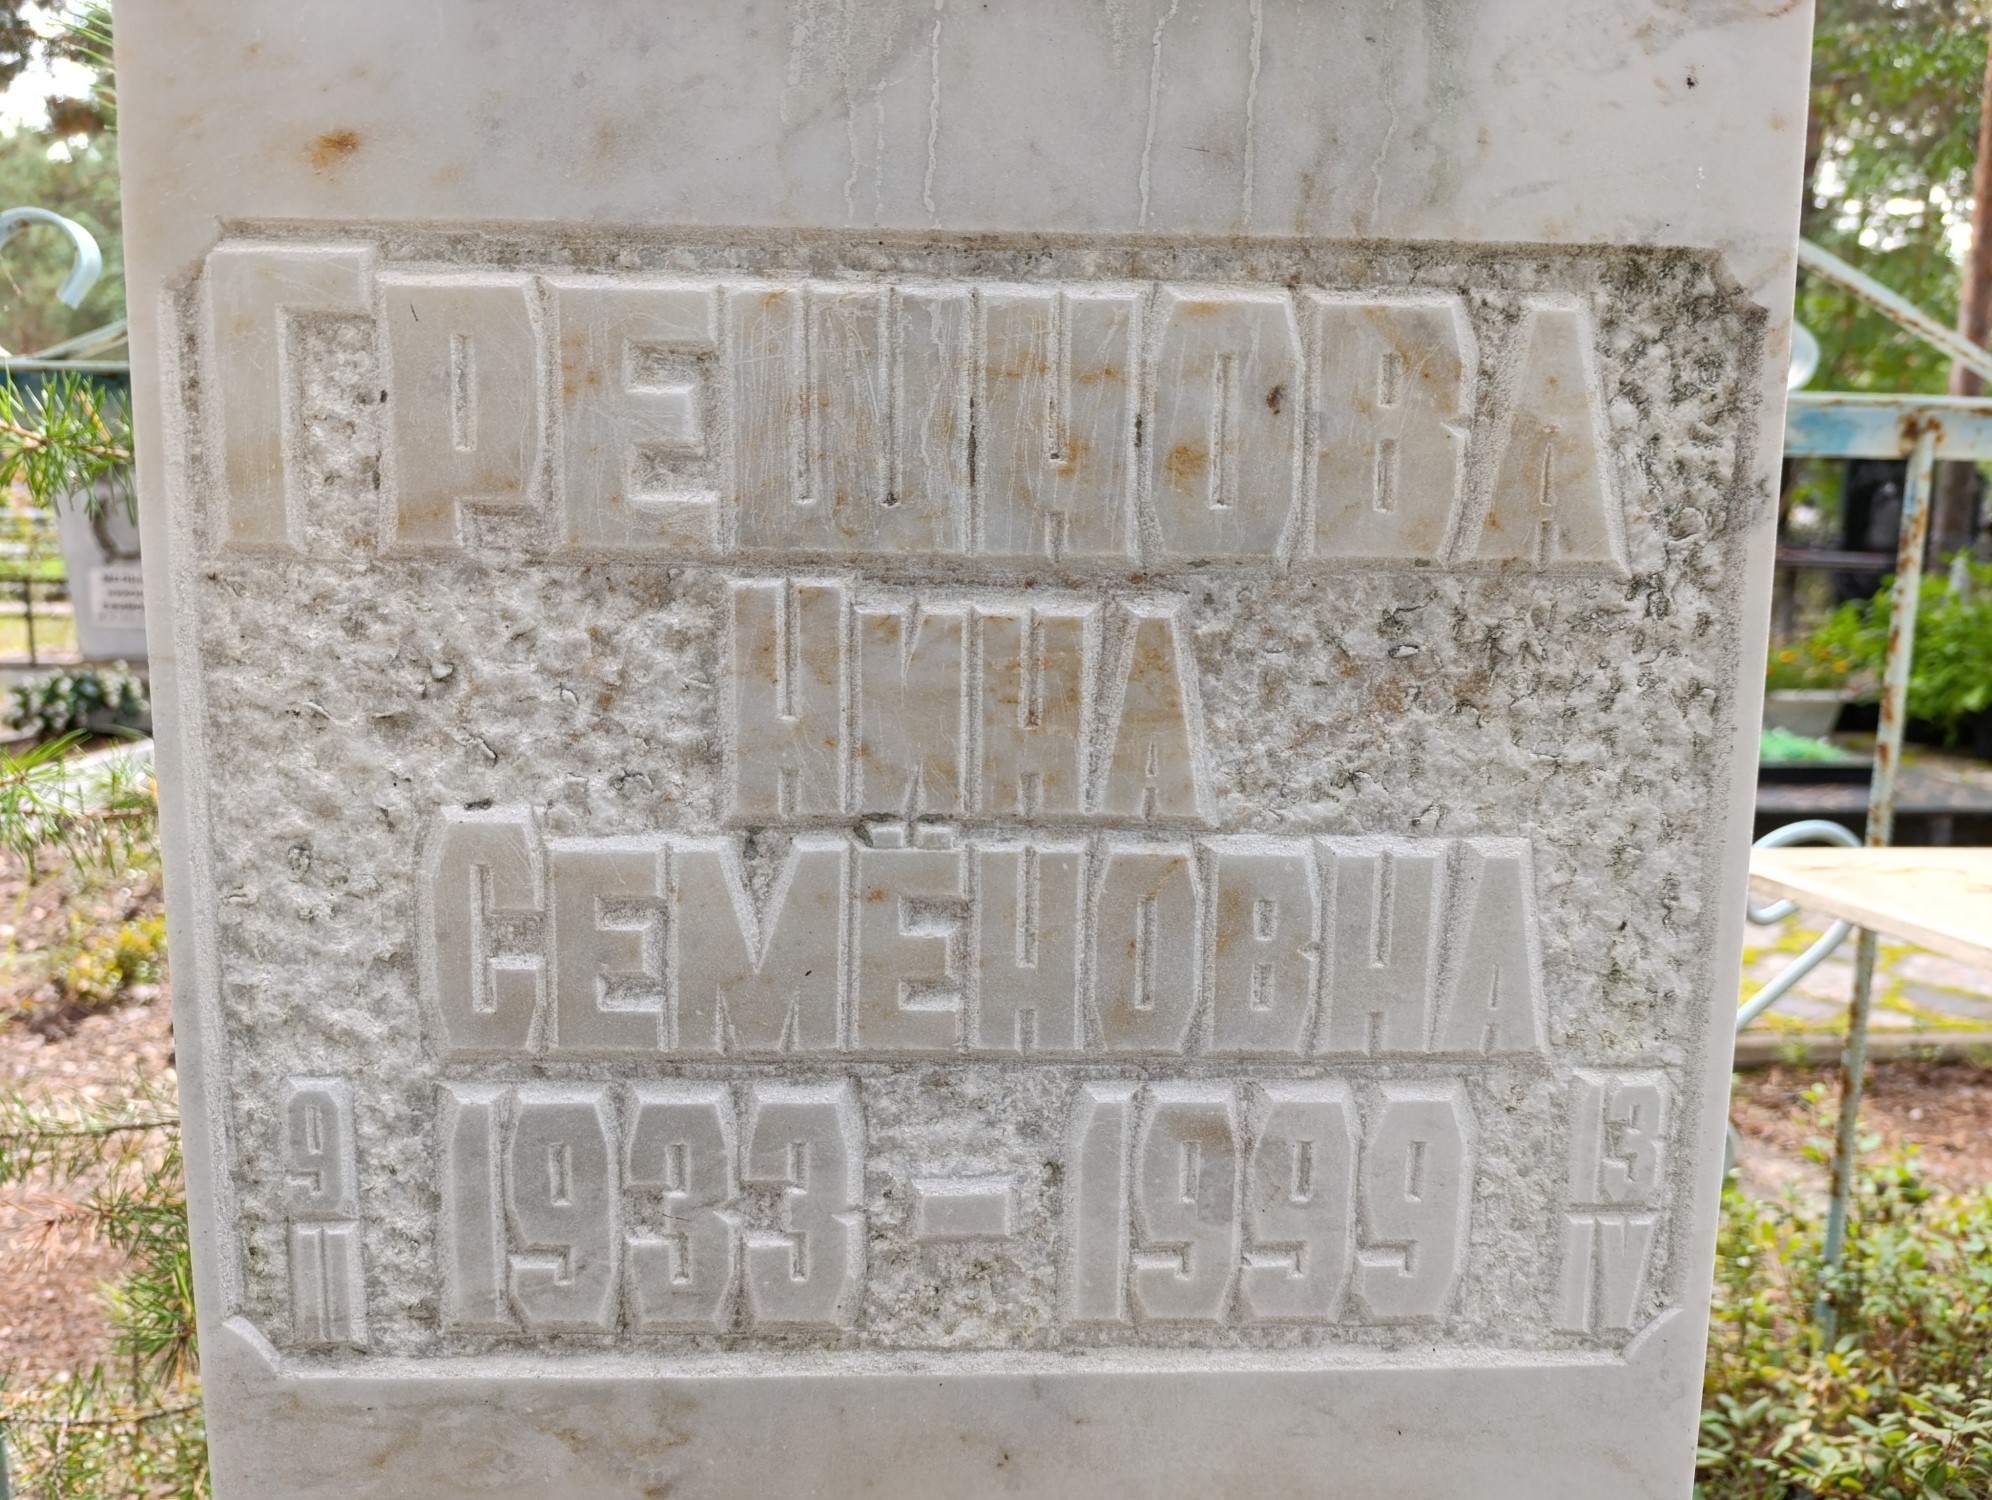 ГРЕШНОВА
НИНА
СЕМЁНОВНА
9 1933 - 1999 13
II IV